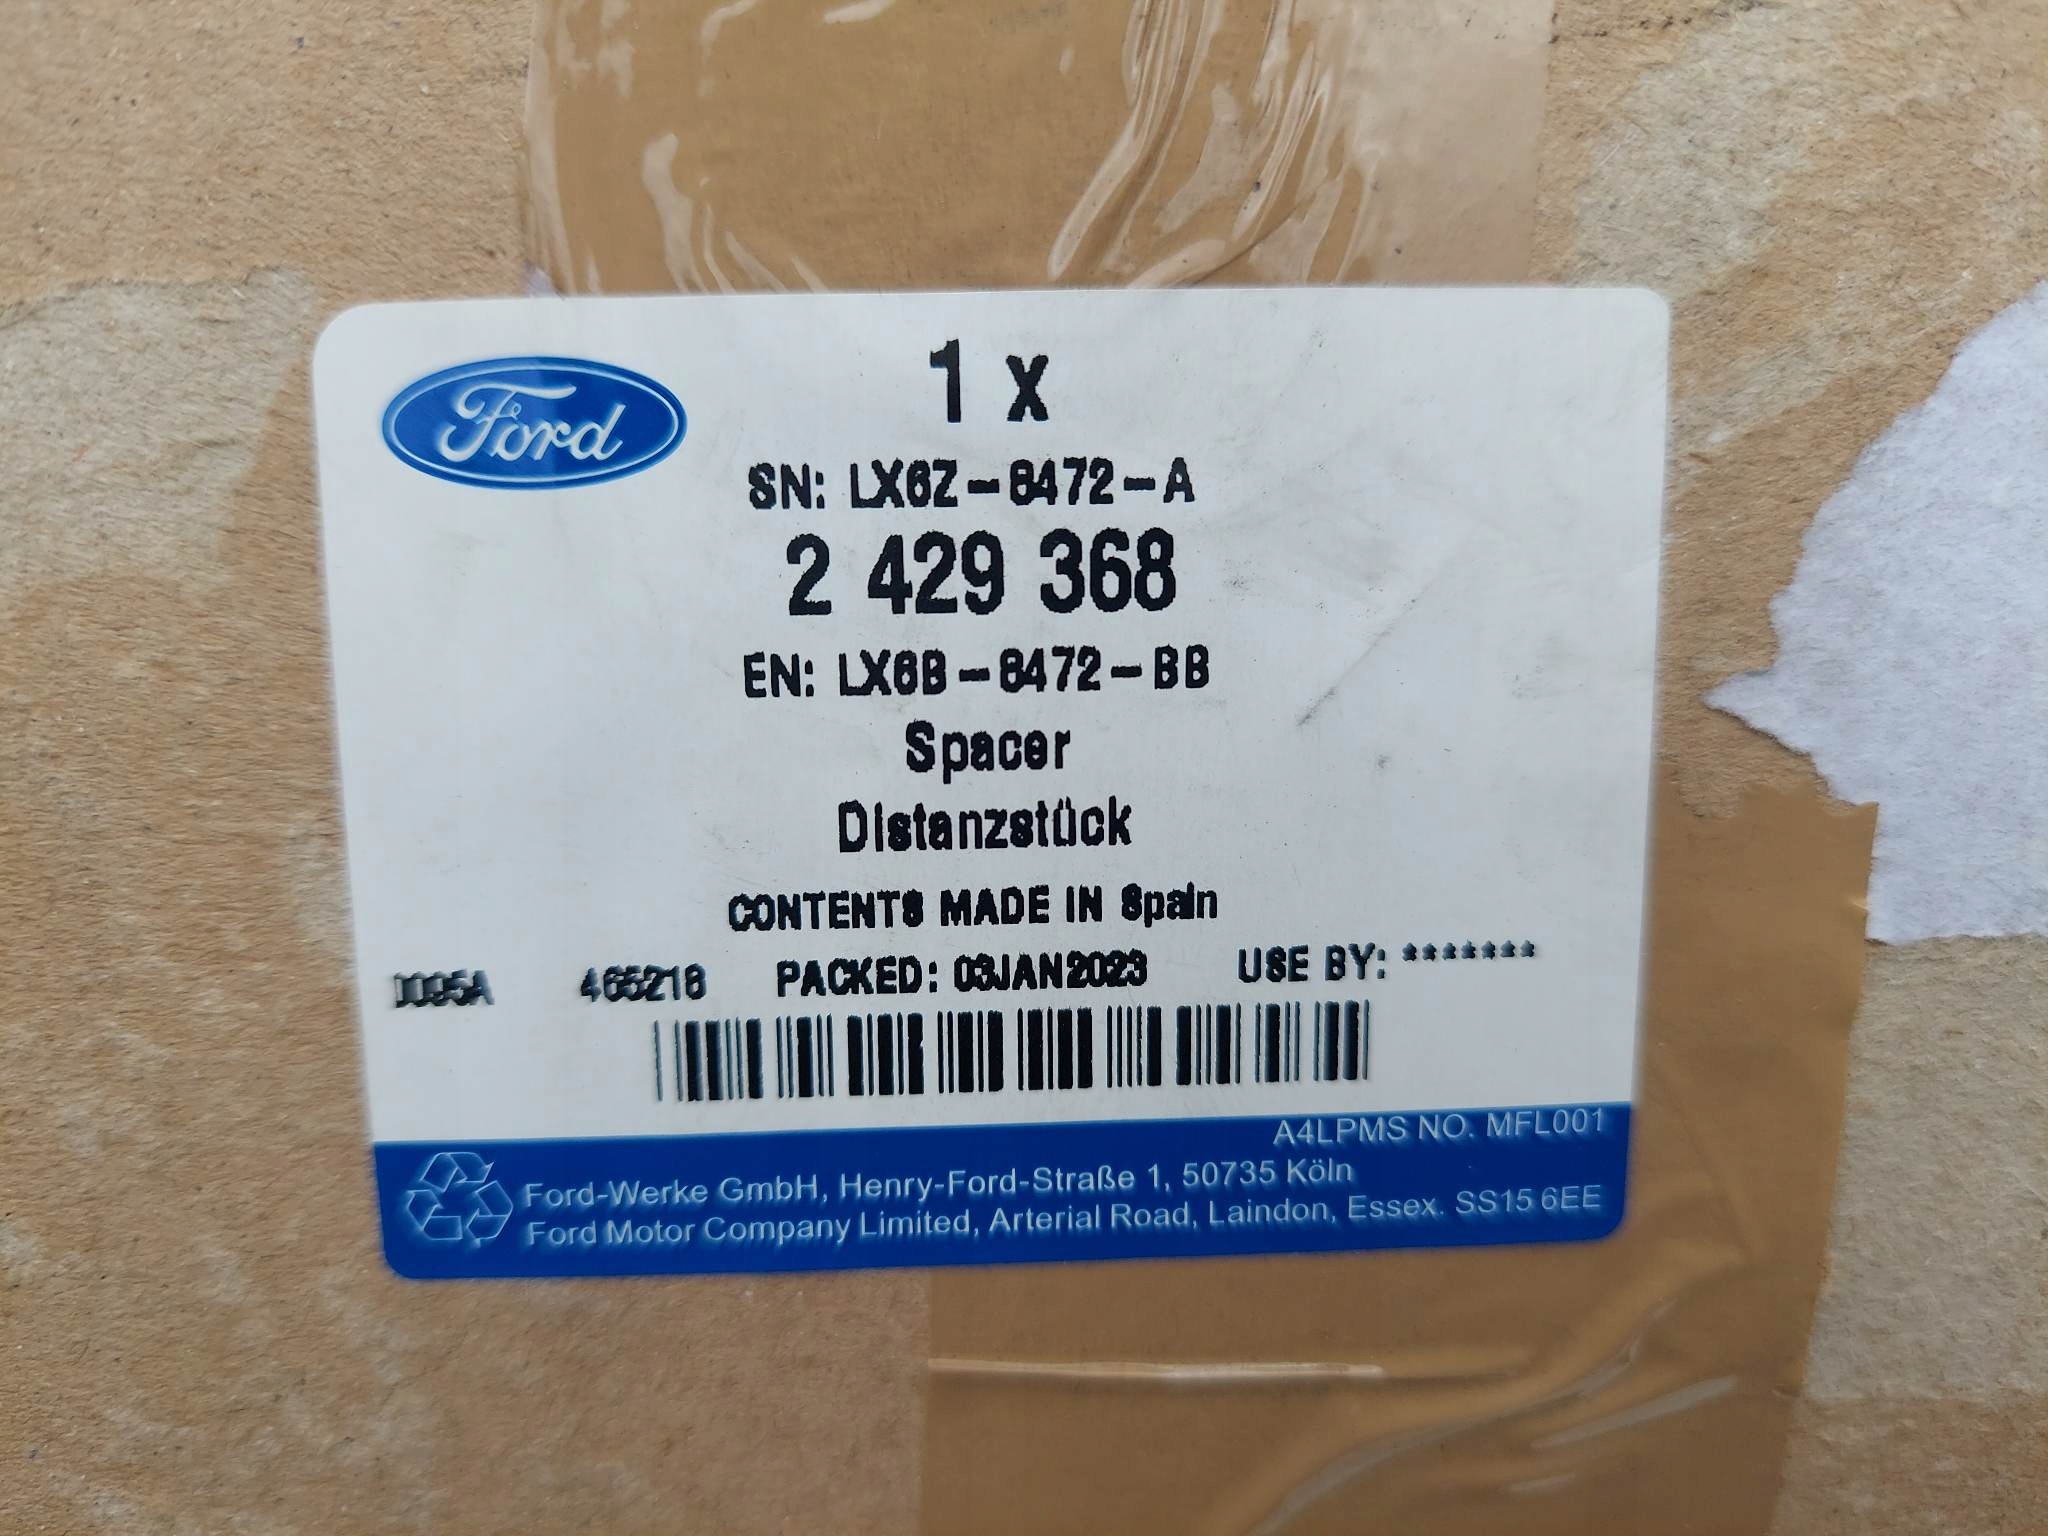 Ford
1 x
SN: LX6Z-8472-A
2 429 368
EN: LX6B-8472-BB
Spacer
Distanzstück
CONTENTS MADE IN Spain
465218 PACKED: 03JAN2023 USE BY: *******
A4LPMS NO. MFL001
Ford-Werke GmbH, Henry-Ford-Straße 1, 50735 Köln
Ford Motor Company Limited, Arterial Road, Laindon, Essex. SS15 6EE